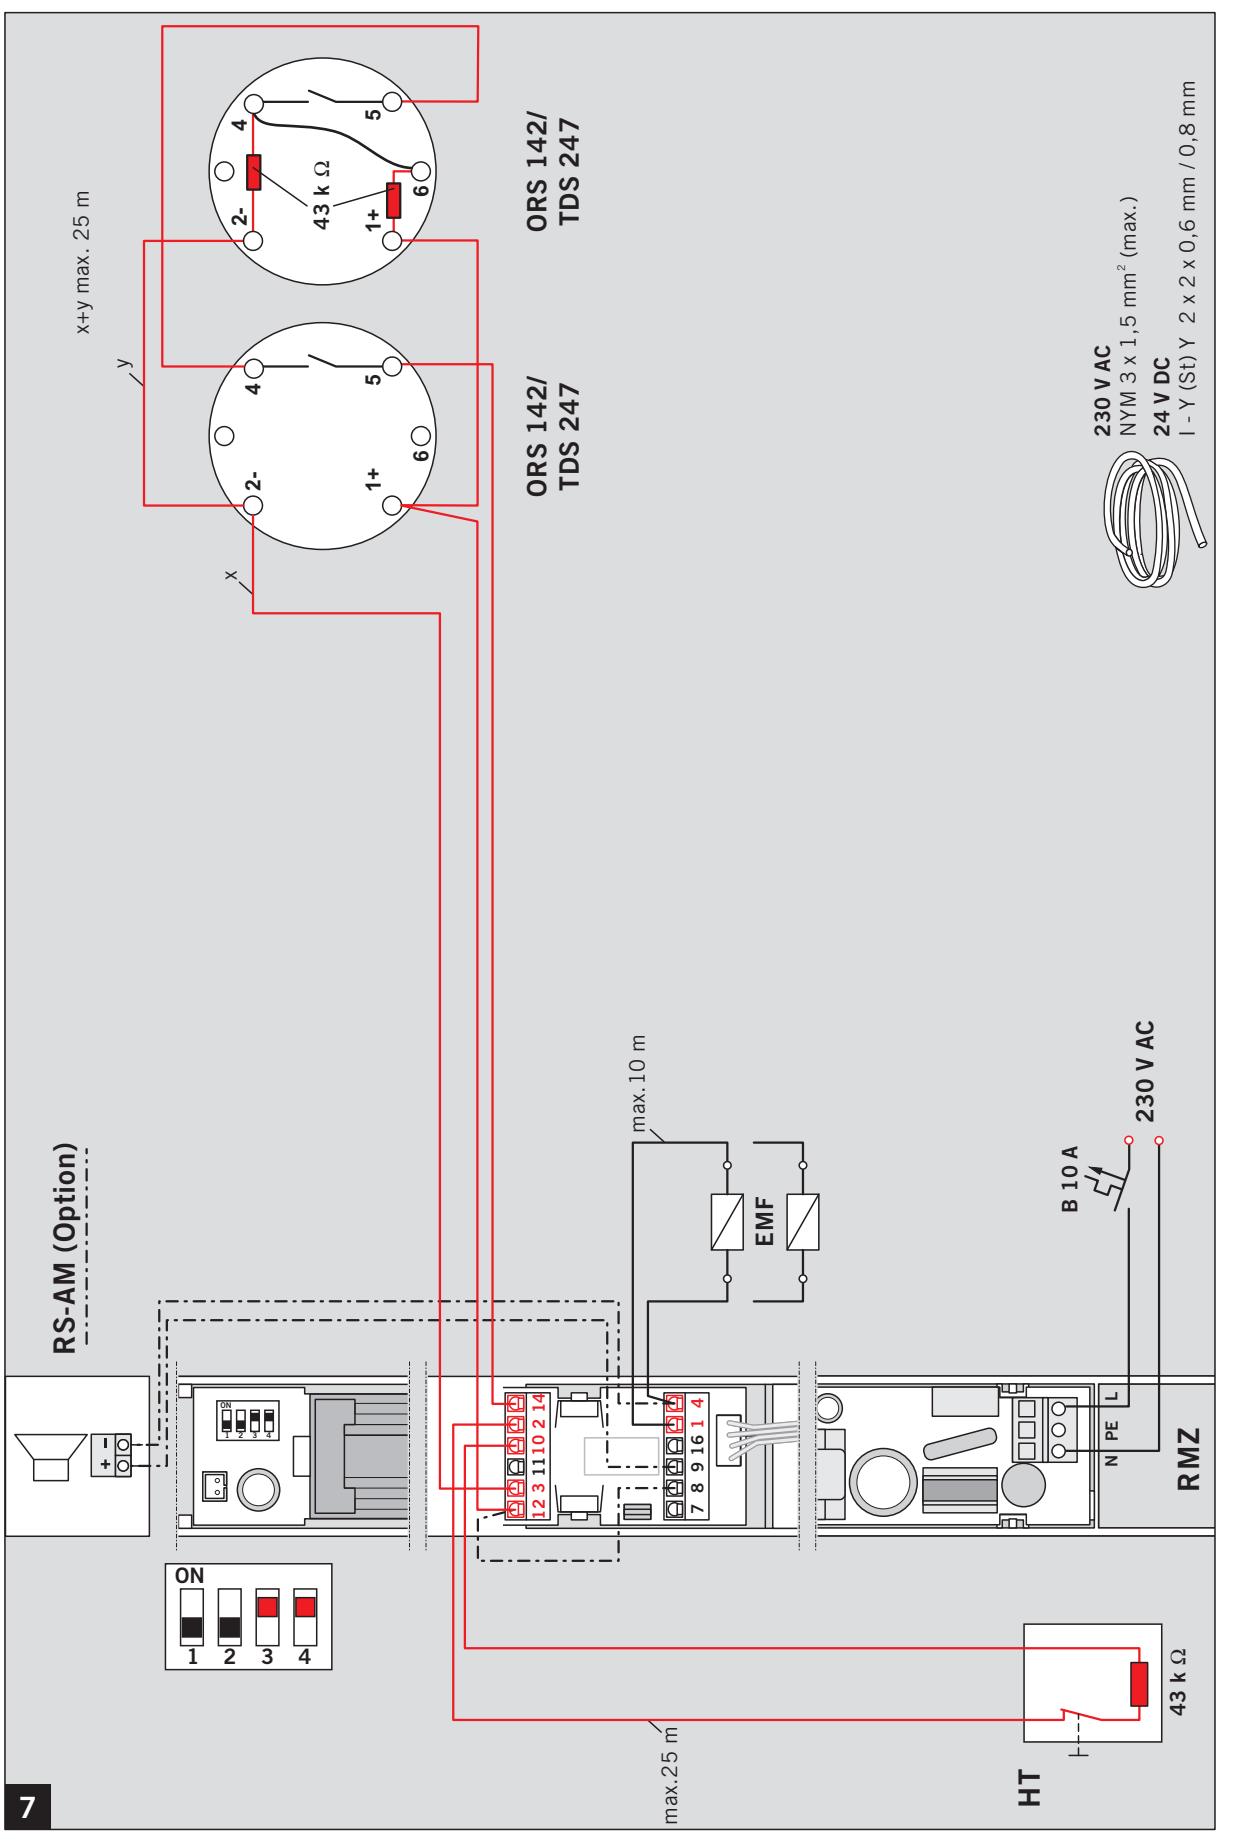 7
x+y max. 25 m
y
x
4
2-
43 k Ω
5
1+
6
ORS 142/
TDS 247
4
2-
5
1+
6
ORS 142/
TDS 247
230 V AC
NYM 3 x 1,5 mm² (max.)
24 V DC
I - Y (St) Y 2 x 2 x 0,6 mm / 0,8 mm
RS-AM (Option)
+ -
ON
1 2 3 4
ON
1 2 3 4
12 3 11 10 2 14
7 8 9 16 1 4
max. 10 m
EMF
B 10 A
230 V AC
N PE L
RMZ
max.25 m
HT
43 k Ω